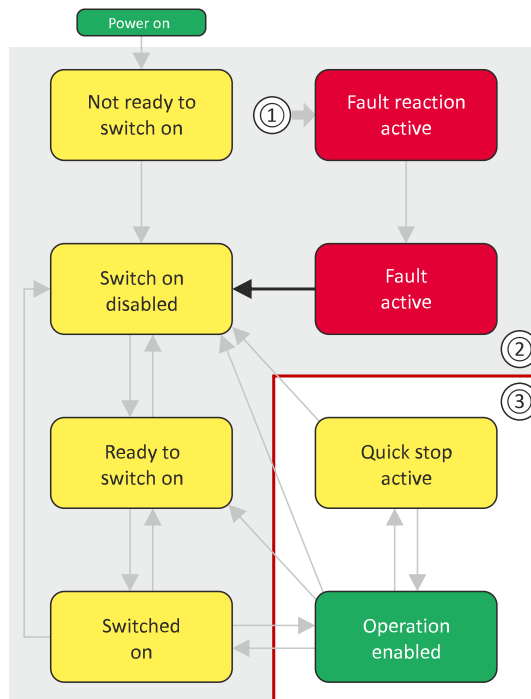 Power on
Not ready to
switch on
①
Fault reaction
active
Switch on
disabled
Fault
active
②
③
Ready to
switch on
Quick stop
active
Switched
on
Operation
enabled